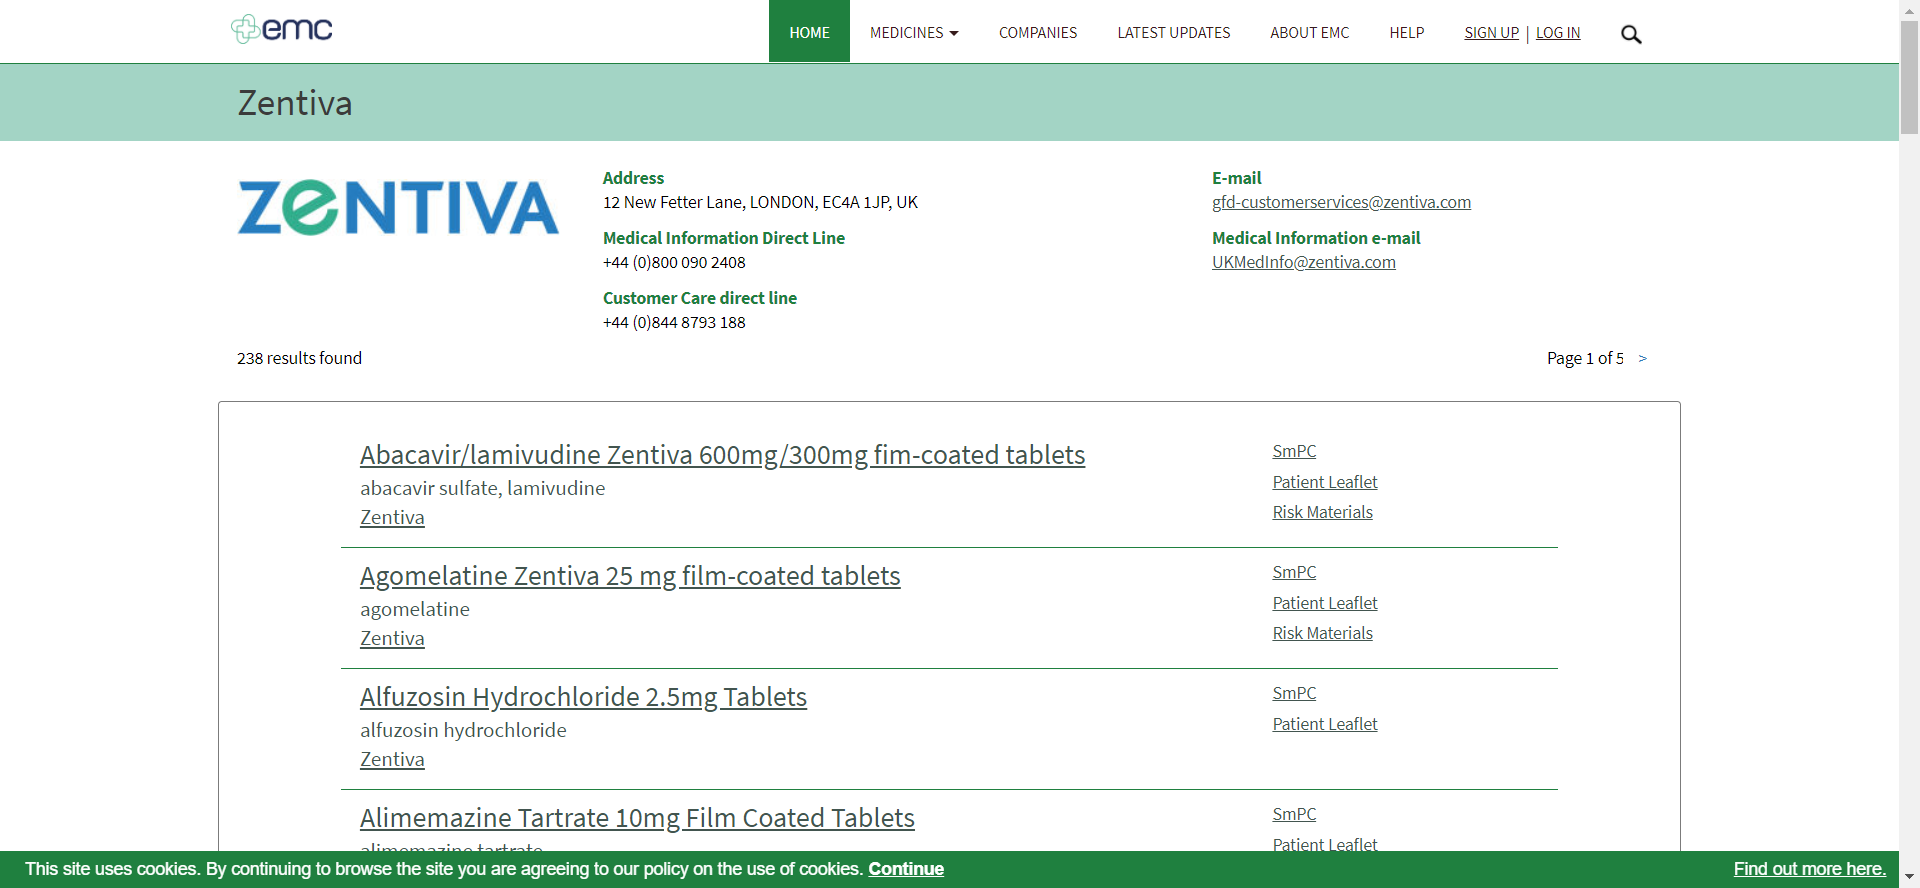 emc
HOME
MEDICINES
COMPANIES
LATEST UPDATES
ABOUT EMC
HELP
SIGN UP | LOG IN
Zentiva
ZENTIVA
Address
12 New Fetter Lane, LONDON, EC4A 1JP, UK
Medical Information Direct Line
+44 (0)800 090 2408
Customer Care direct line
+44 (0)844 8793 188
E-mail
gfd-customerservices@zentiva.com
Medical Information e-mail
UKMedInfo@zentiva.com
238 results found
Page 1 of 5 >
Abacavir/lamivudine Zentiva 600mg/300mg fim-coated tablets
abacavir sulfate, lamivudine
Zentiva
SmPC
Patient Leaflet
Risk Materials
Agomelatine Zentiva 25 mg film-coated tablets
agomelatine
Zentiva
SmPC
Patient Leaflet
Risk Materials
Alfuzosin Hydrochloride 2.5mg Tablets
alfuzosin hydrochloride
Zentiva
SmPC
Patient Leaflet
Alimemazine Tartrate 10mg Film Coated Tablets
alimemazine tartrate
SmPC
Patient Leaflet
This site uses cookies. By continuing to browse the site you are agreeing to our policy on the use of cookies. Continue
Find out more here.